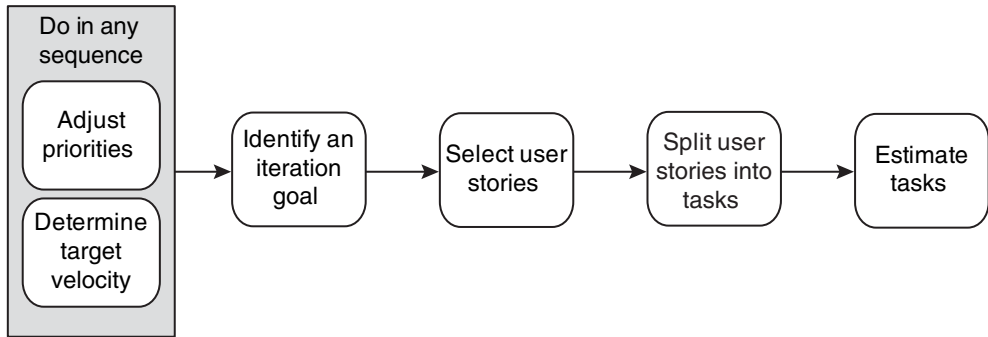 Do in any
sequence
Adjust
priorities
Determine
target
velocity
Identify an
iteration
goal
Select user
stories
Split user
stories into
tasks
Estimate
tasks